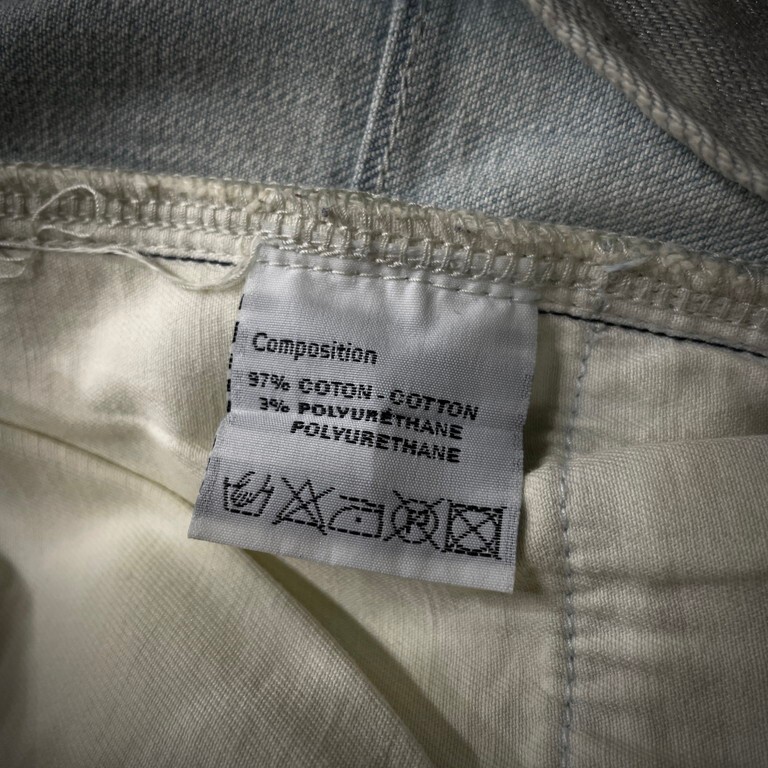 Composition
97% COTON - COTTON
3% POLYURÉTHANE
POLYURETHANE